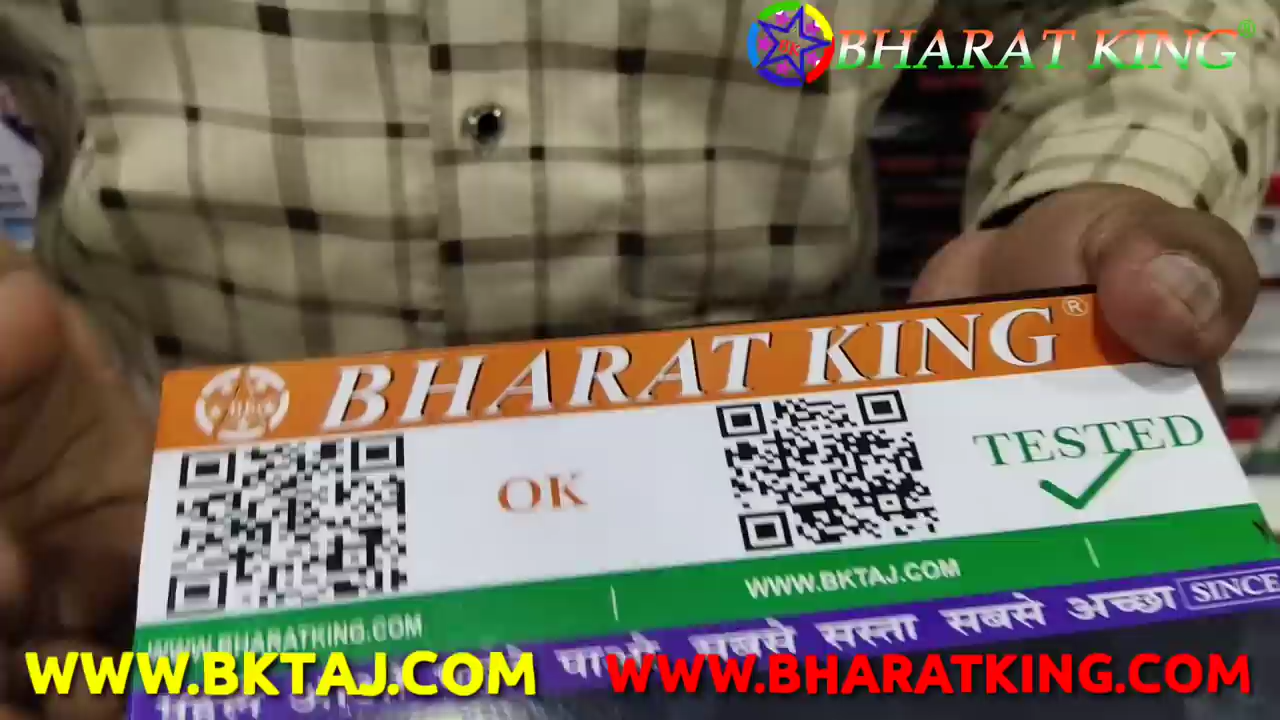 BHARAT KING®
BHARAT KING®
OK
TESTED
WWW.BHARATKING.COM
WWW.BKTAJ.COM
पाओ सबसे सस्ता सबसे अच्छा SINCE
WWW.BKTAJ.COM
WWW.BHARATKING.COM